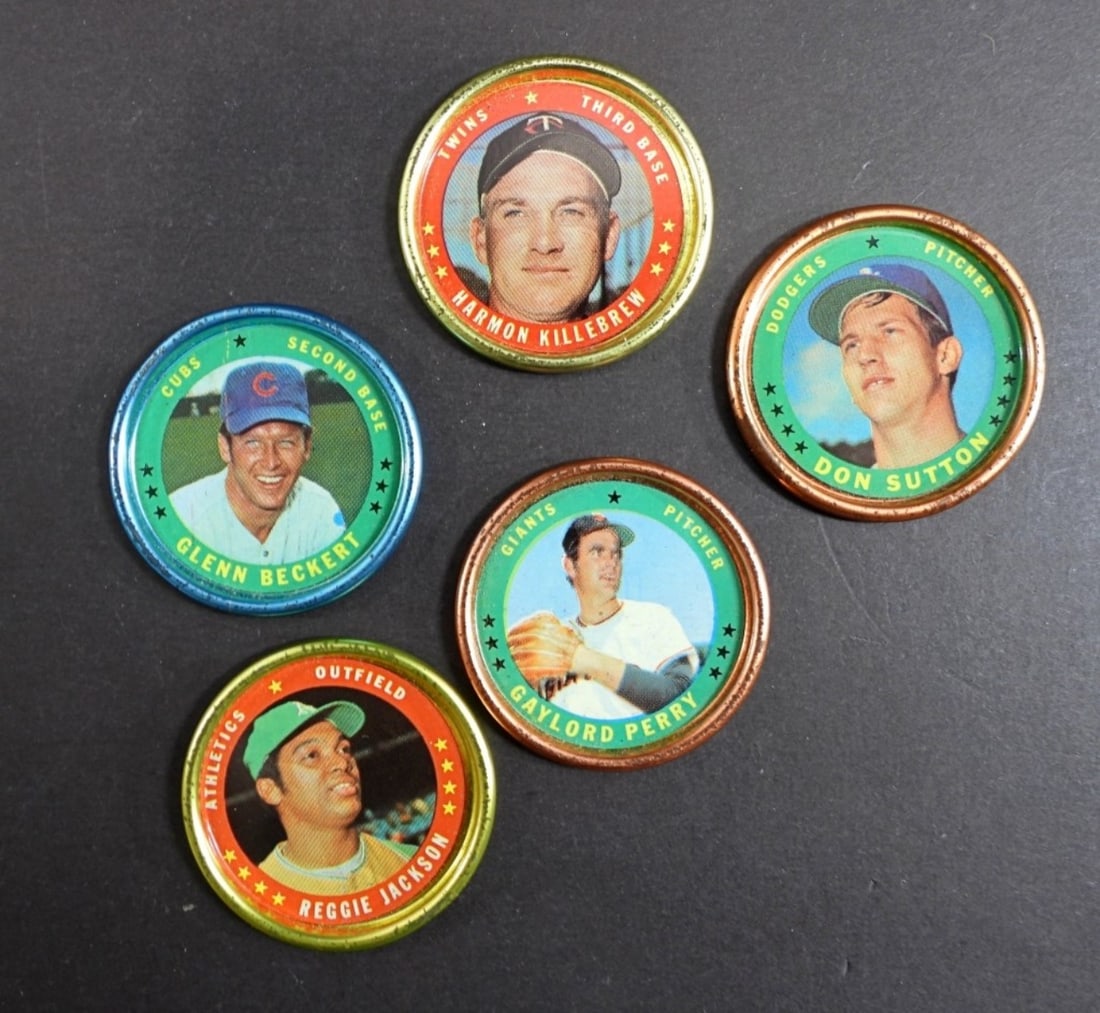 TWINS ★ THIRD BASE
HARMON KILLEBREW
DODGERS ★ PITCHER
DON SUTTON
CUBS ★ SECOND BASE
C
GLENN BECKERT
GIANTS ★ PITCHER
GAYLORD PERRY
ATHLETICS ★ OUTFIELD
REGGIE JACKSON